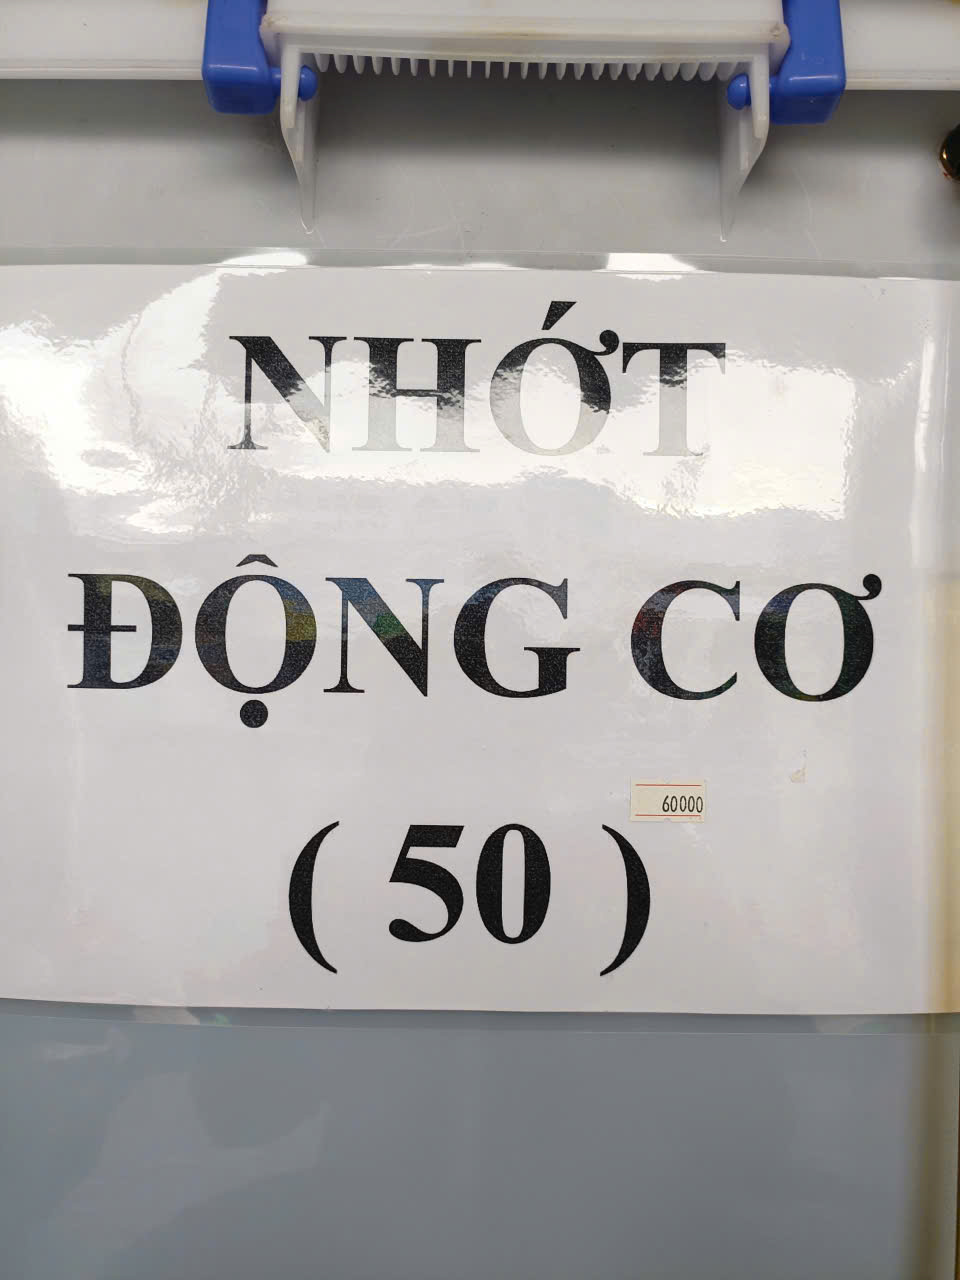 NHỚT
ĐỘNG CƠ
60000
( 50 )